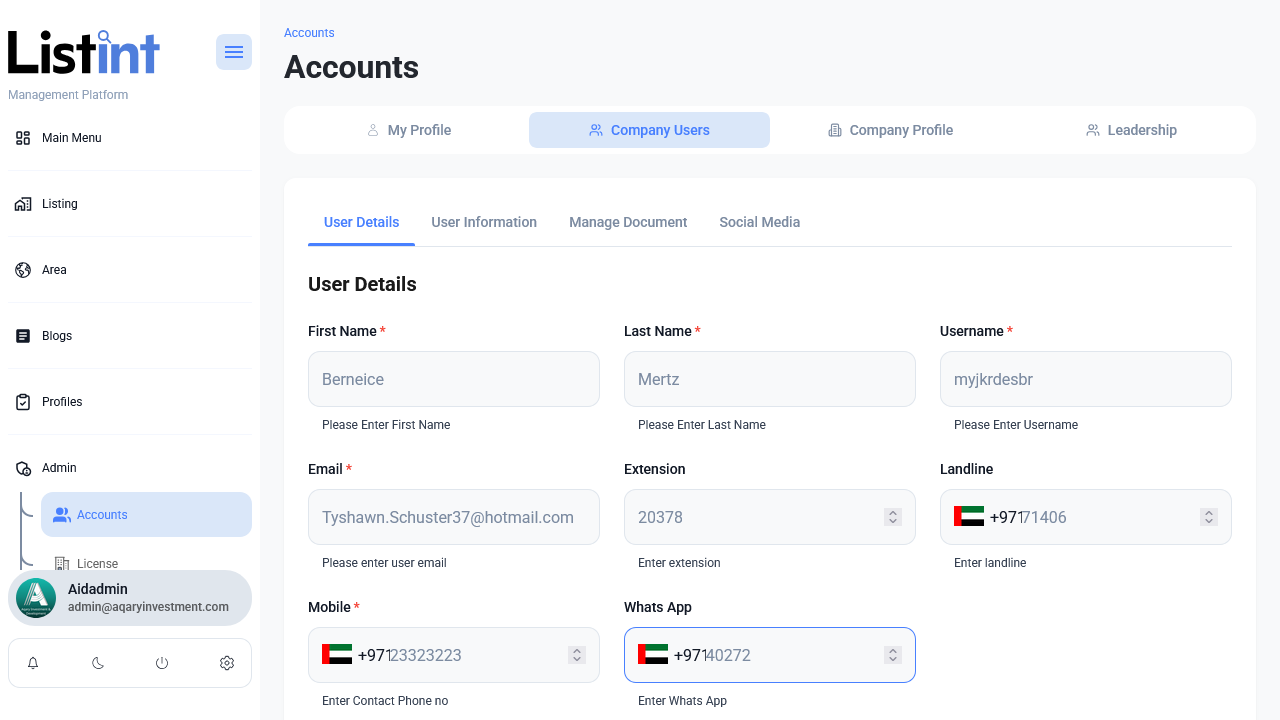 Listint
Management Platform
Main Menu
Listing
Area
Blogs
Profiles
Admin
Accounts
License
Aidadmin
admin@aqaryinvestment.com
Accounts
Accounts
My Profile
Company Users
Company Profile
Leadership
User Details
User Information
Manage Document
Social Media
User Details
First Name *
Last Name *
Username *
Berneice
Mertz
myjkrdesbr
Please Enter First Name
Please Enter Last Name
Please Enter Username
Email *
Extension
Landline
Tyshawn.Schuster37@hotmail.com
20378
+971 71406
Please enter user email
Enter extension
Enter landline
Mobile *
Whats App
+971 23323223
+971 40272
Enter Contact Phone no
Enter Whats App